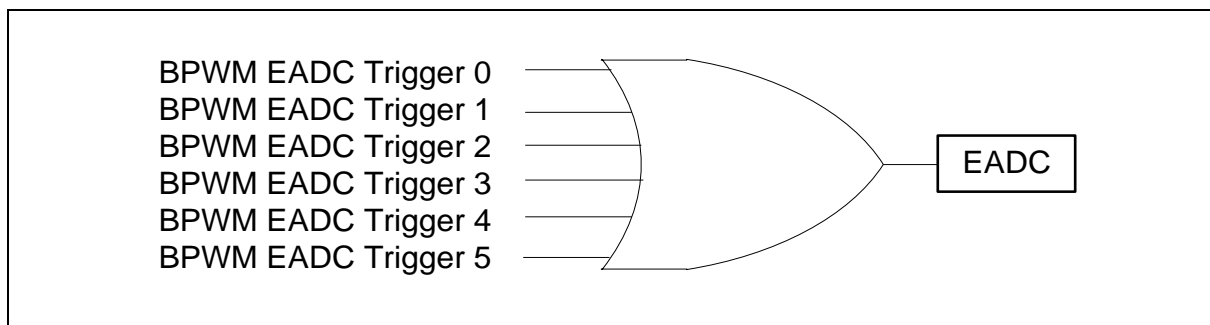 BPWM EADC Trigger 0
BPWM EADC Trigger 1
BPWM EADC Trigger 2
BPWM EADC Trigger 3
BPWM EADC Trigger 4
BPWM EADC Trigger 5
EADC